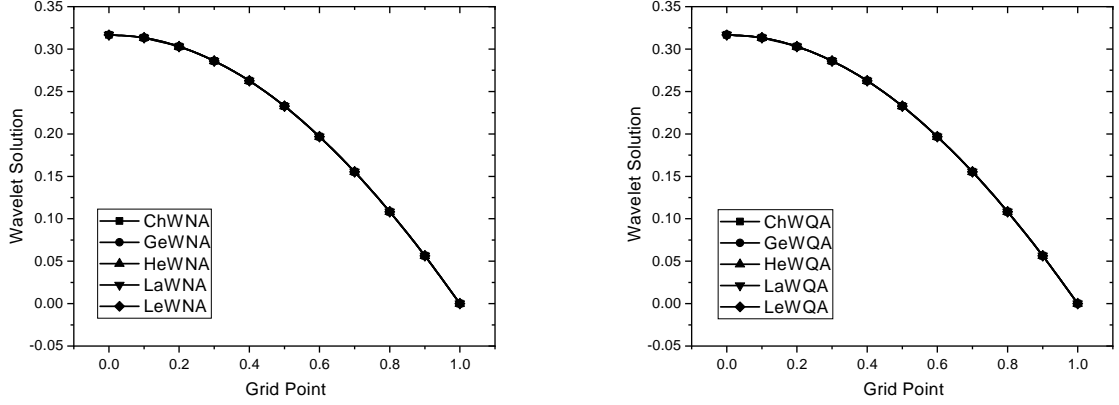 0.35
0.30
0.25
0.20
0.15
0.10
0.05
0.00
-0.05
Wavelet Solution
ChWNA
GeWNA
HeWNA
LaWNA
LeWNA
0.0 0.2 0.4 0.6 0.8 1.0
Grid Point
0.35
0.30
0.25
0.20
0.15
0.10
0.05
0.00
-0.05
Wavelet Solution
ChWQA
GeWQA
HeWQA
LaWQA
LeWQA
0.0 0.2 0.4 0.6 0.8 1.0
Grid Point